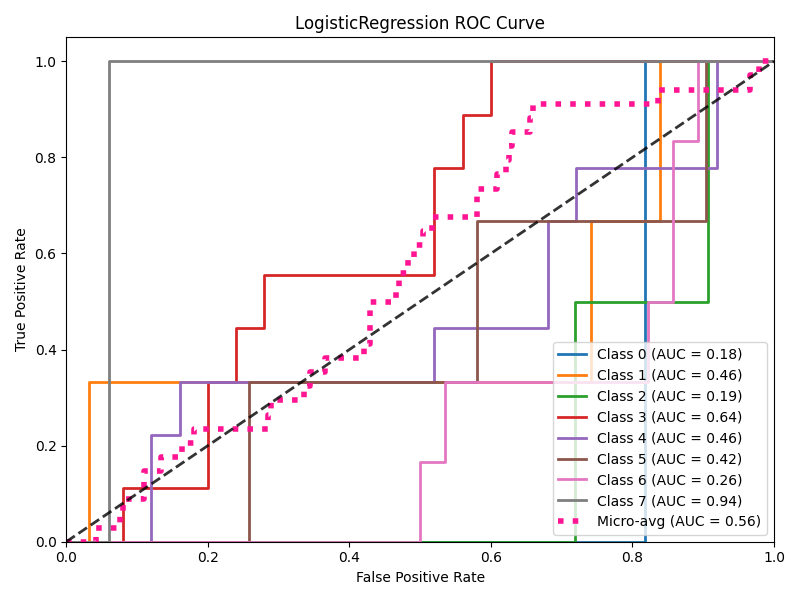 LogisticRegression ROC Curve
True Positive Rate
1.0
0.8
0.6
0.4
0.2
0.0
Class 0 (AUC = 0.18)
Class 1 (AUC = 0.46)
Class 2 (AUC = 0.19)
Class 3 (AUC = 0.64)
Class 4 (AUC = 0.46)
Class 5 (AUC = 0.42)
Class 6 (AUC = 0.26)
Class 7 (AUC = 0.94)
Micro-avg (AUC = 0.56)
0.0 0.2 0.4 0.6 0.8 1.0
False Positive Rate